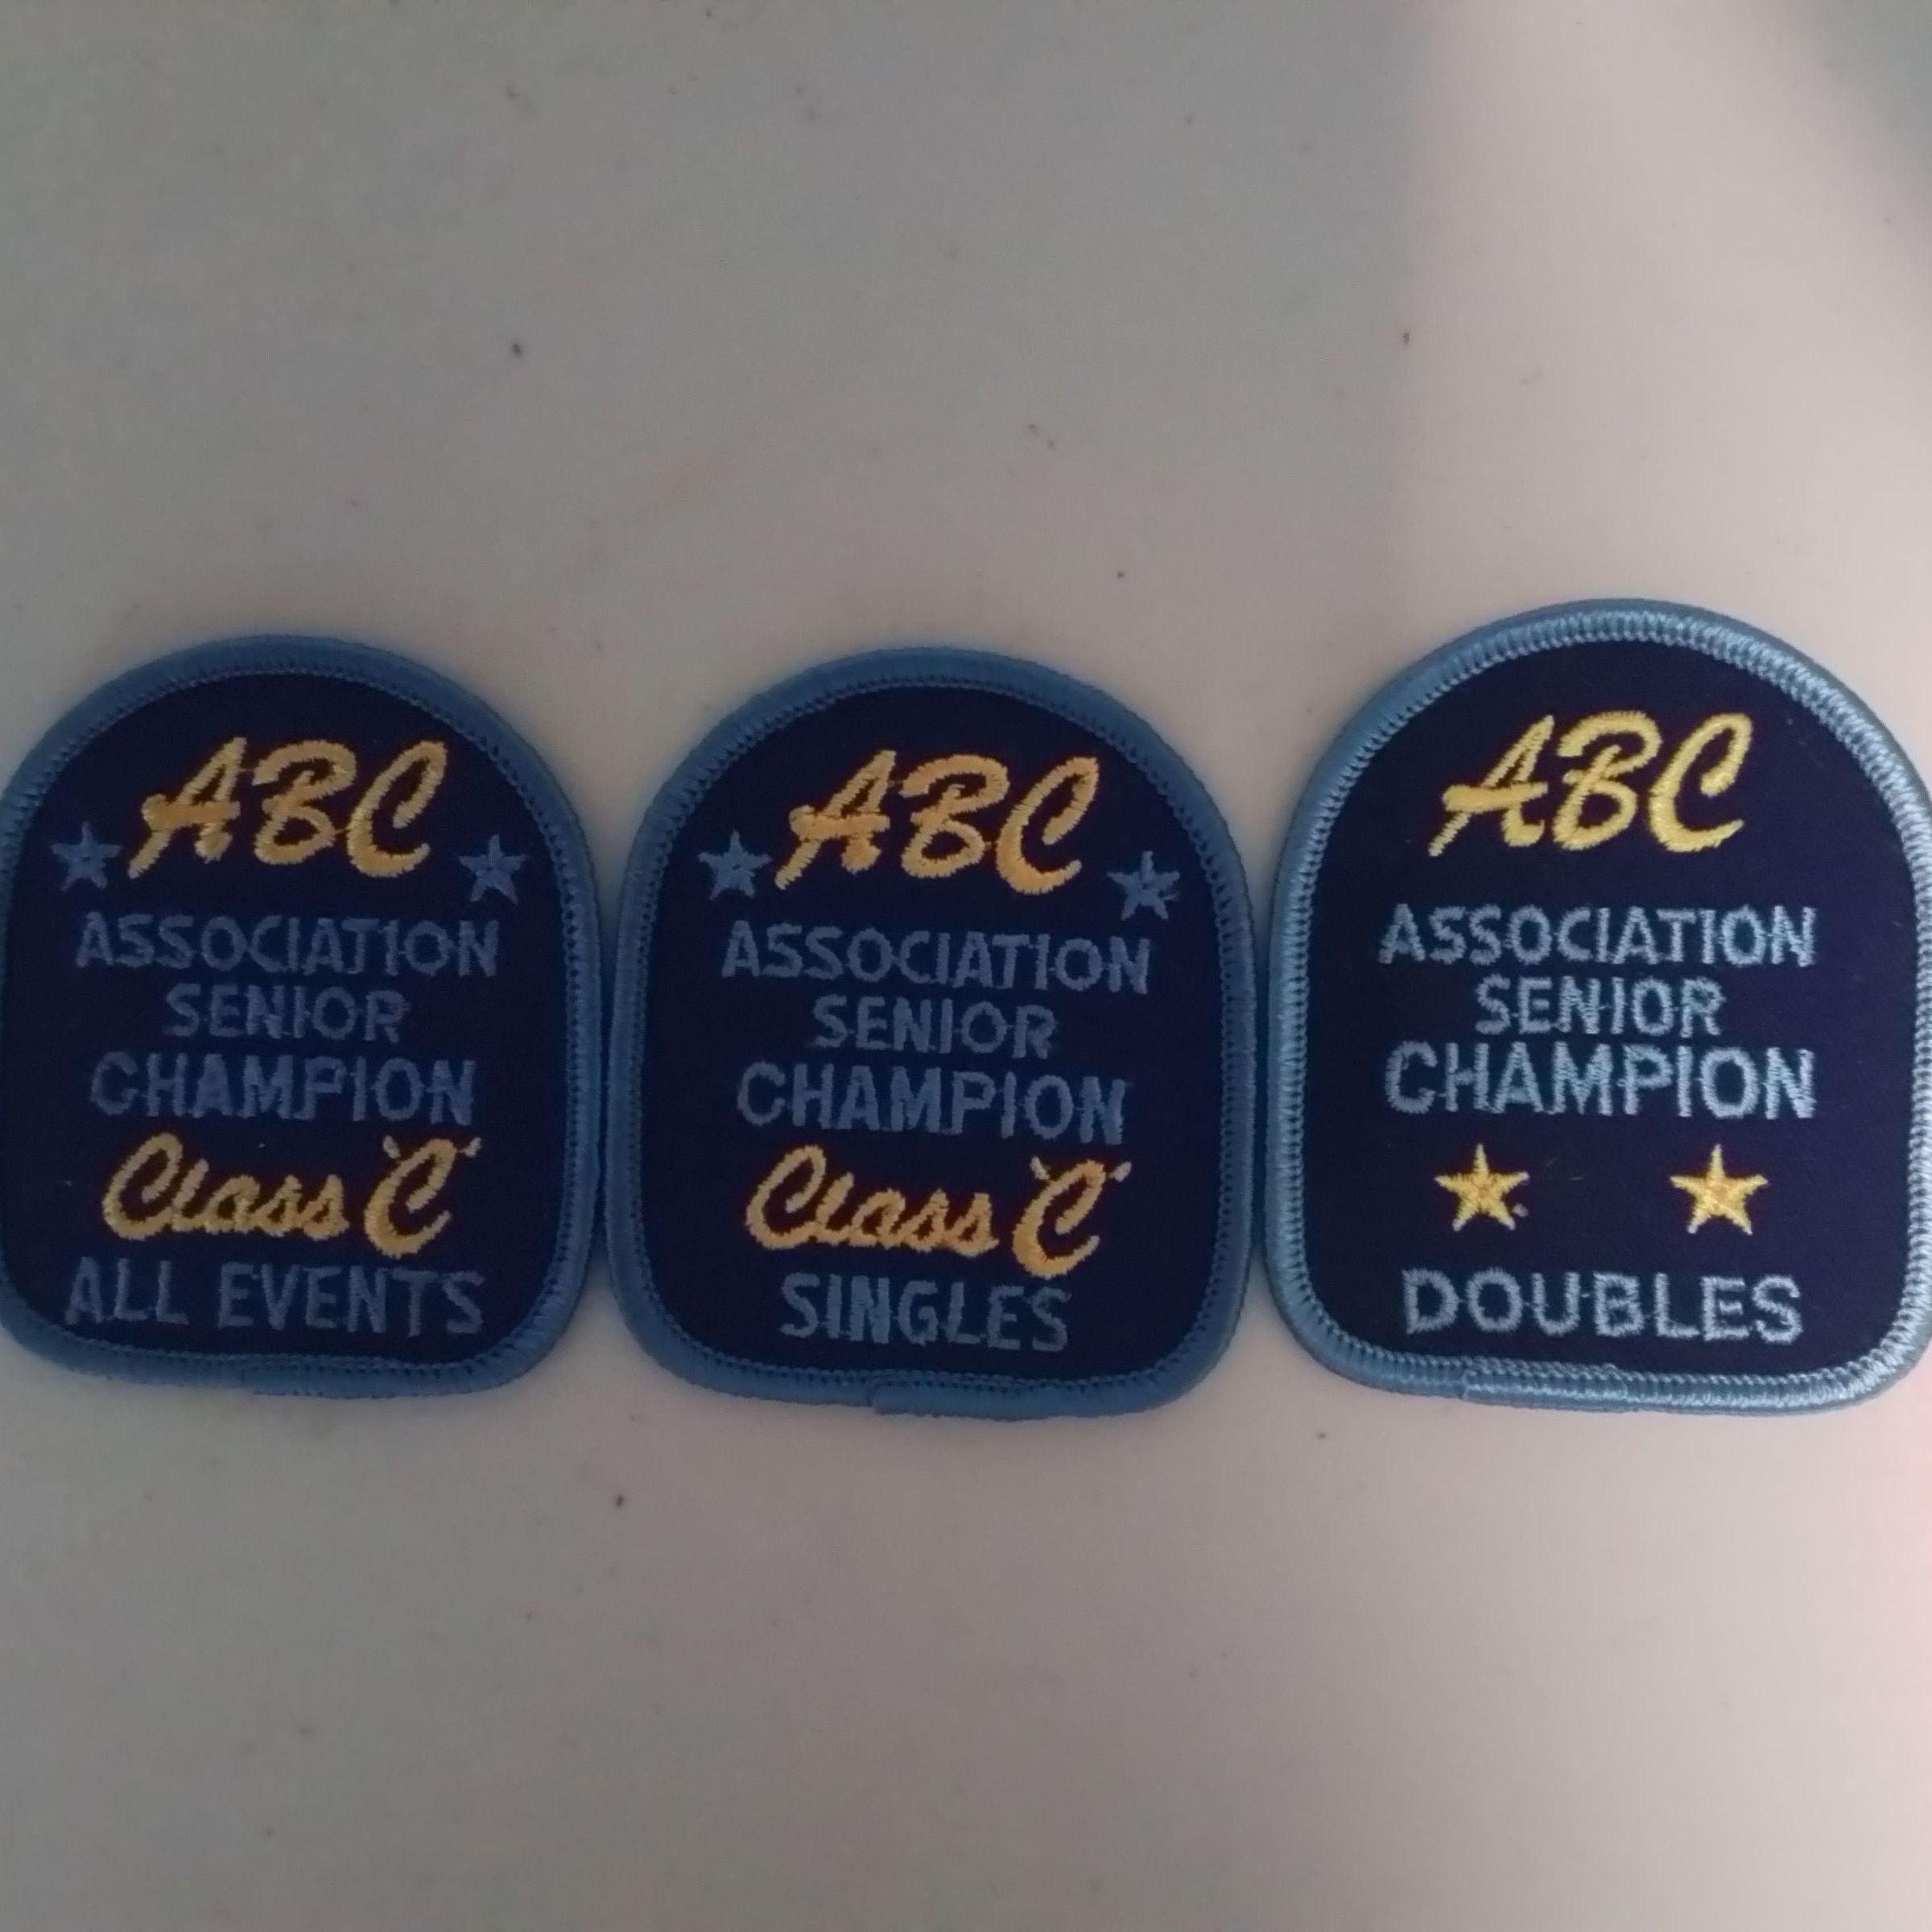 ABC
ASSOCIATION
SENIOR
CHAMPION
Class "C"
ALL EVENTS
ABC
ASSOCIATION
SENIOR
CHAMPION
Class "C"
SINGLES
ABC
ASSOCIATION
SENIOR
CHAMPION
DOUBLES